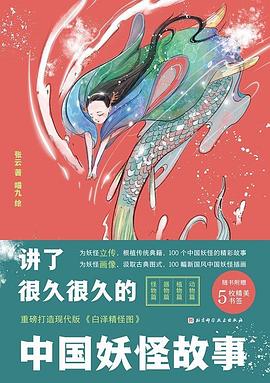 张云 著
喵九 绘
讲了
很久很久的
为妖怪立传，根植传统典籍，100个中国妖怪的精彩故事
为妖怪画像，汲取古典图式，100幅新国风中国妖怪插画
动物篇
植物篇
器物篇
怪物篇
随书附赠
5枚精美
书签
重磅打造现代版《白泽精怪图》
北京科学技术出版社
中国妖怪故事